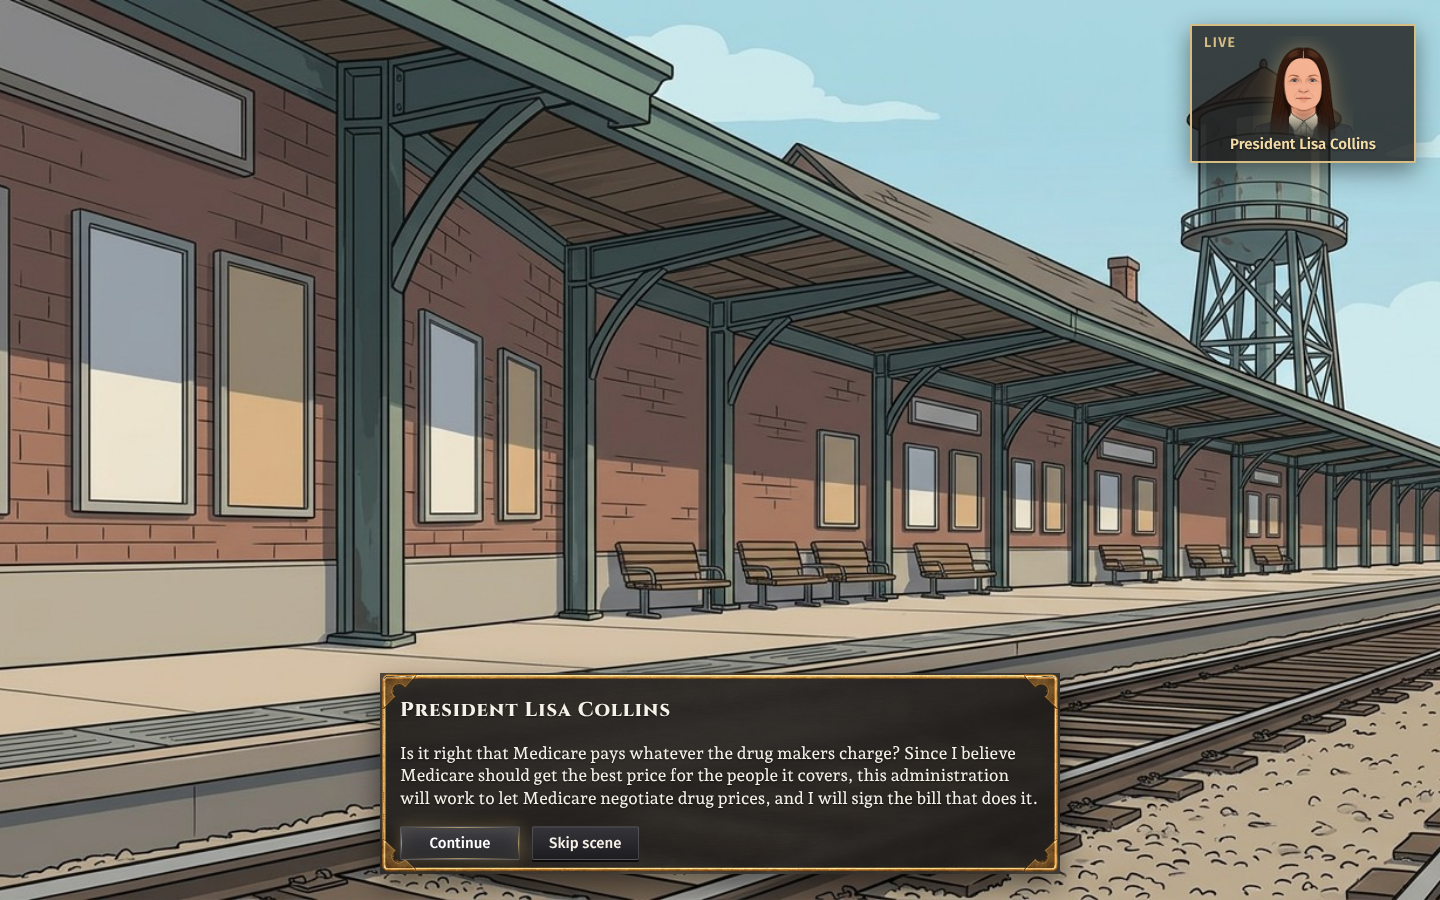 LIVE
President Lisa Collins
President Lisa Collins
Is it right that Medicare pays whatever the drug makers charge? Since I believe
Medicare should get the best price for the people it covers, this administration
will work to let Medicare negotiate drug prices, and I will sign the bill that does it.
Continue
Skip scene